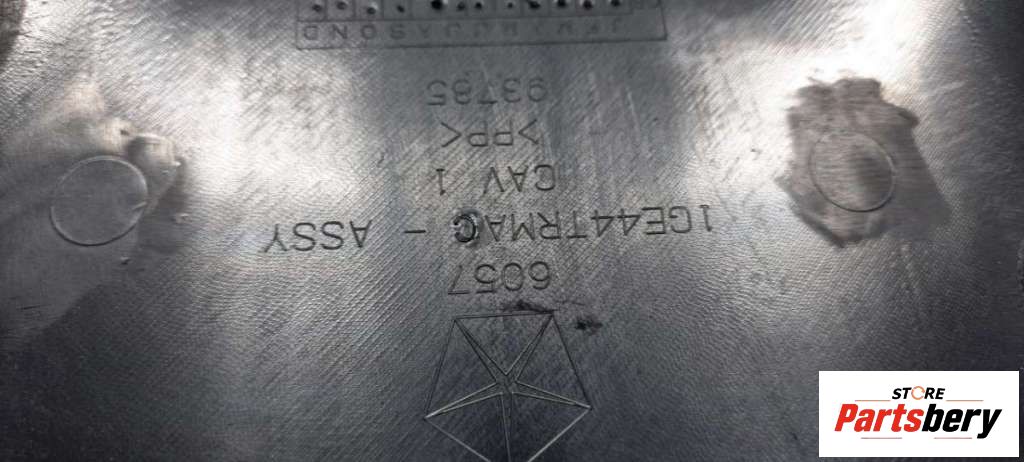 6057
1GE44TRMAC - ASSY
CAV 1
>PP<
93785
J F M A M J J A S O N D
STORE
Partsbery